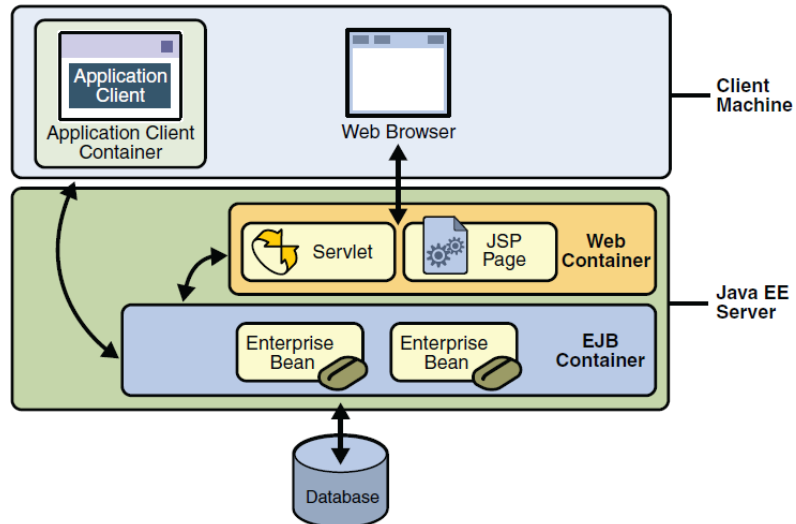 Application
Client
Application Client
Container
Web Browser
Client
Machine
Servlet
JSP
Page
Web
Container
Java EE
Server
Enterprise
Bean
Enterprise
Bean
EJB
Container
Database